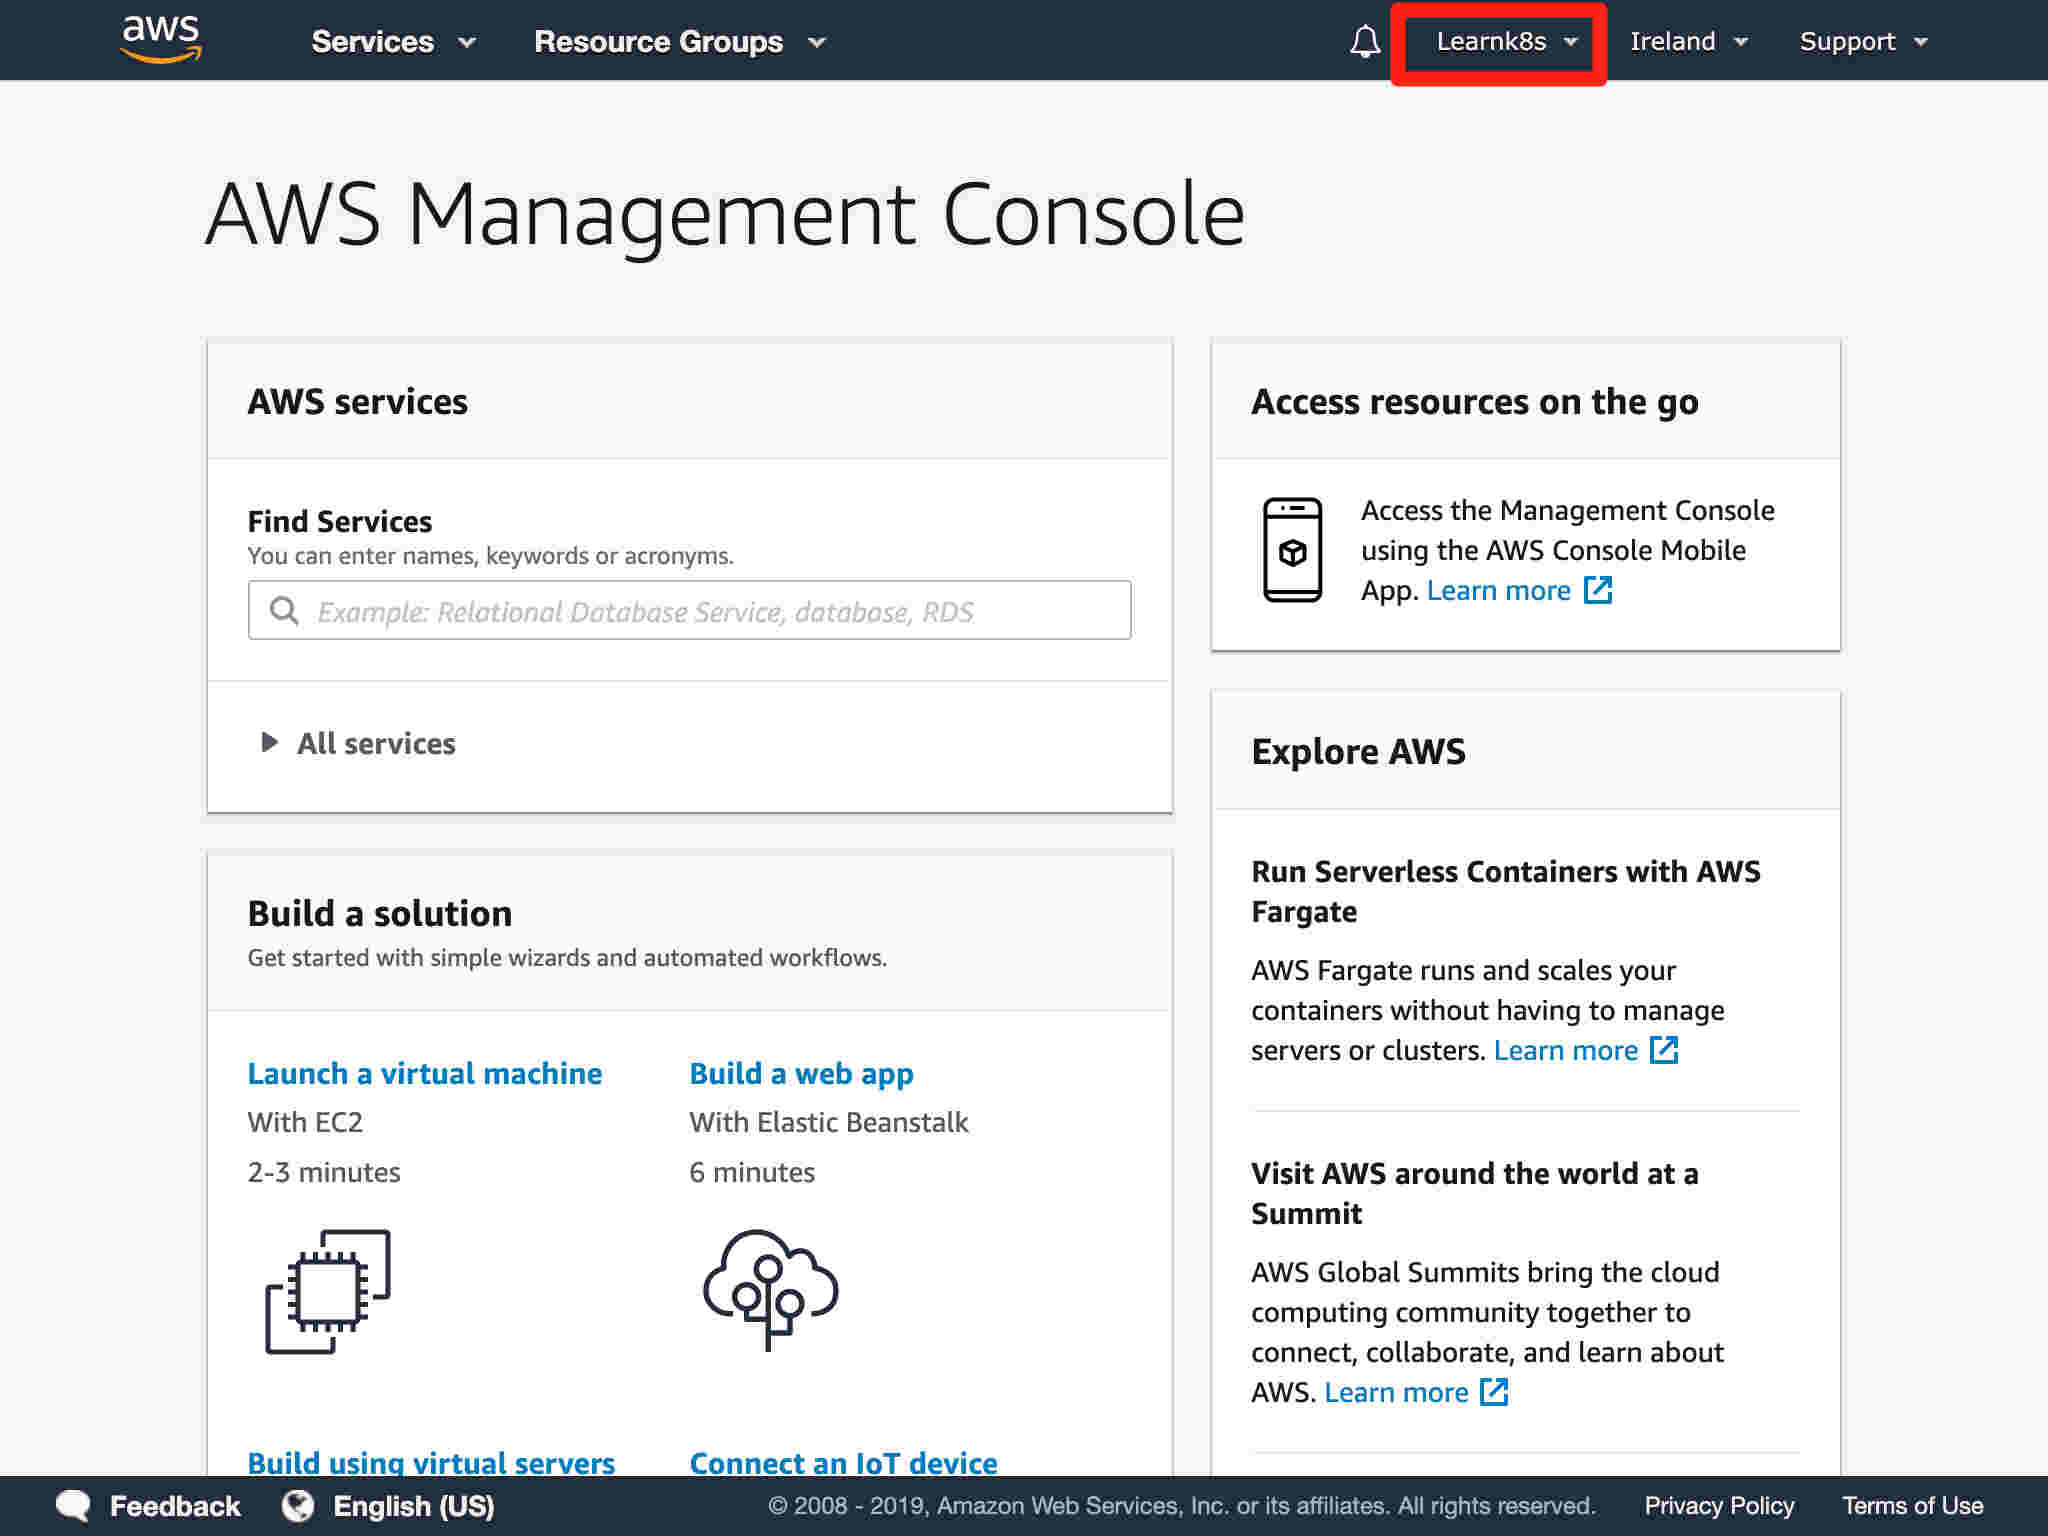 aws
Services
Resource Groups
Learnk8s
Ireland
Support
AWS Management Console
AWS services
Find Services
You can enter names, keywords or acronyms.
Example: Relational Database Service, database, RDS
All services
Build a solution
Get started with simple wizards and automated workflows.
Launch a virtual machine
With EC2
2-3 minutes
Build a web app
With Elastic Beanstalk
6 minutes
Build using virtual servers
Connect an IoT device
Access resources on the go
Access the Management Console
using the AWS Console Mobile
App. Learn more
Explore AWS
Run Serverless Containers with AWS
Fargate
AWS Fargate runs and scales your
containers without having to manage
servers or clusters. Learn more
Visit AWS around the world at a
Summit
AWS Global Summits bring the cloud
computing community together to
connect, collaborate, and learn about
AWS. Learn more
Feedback
English (US)
© 2008 - 2019, Amazon Web Services, Inc. or its affiliates. All rights reserved.
Privacy Policy
Terms of Use